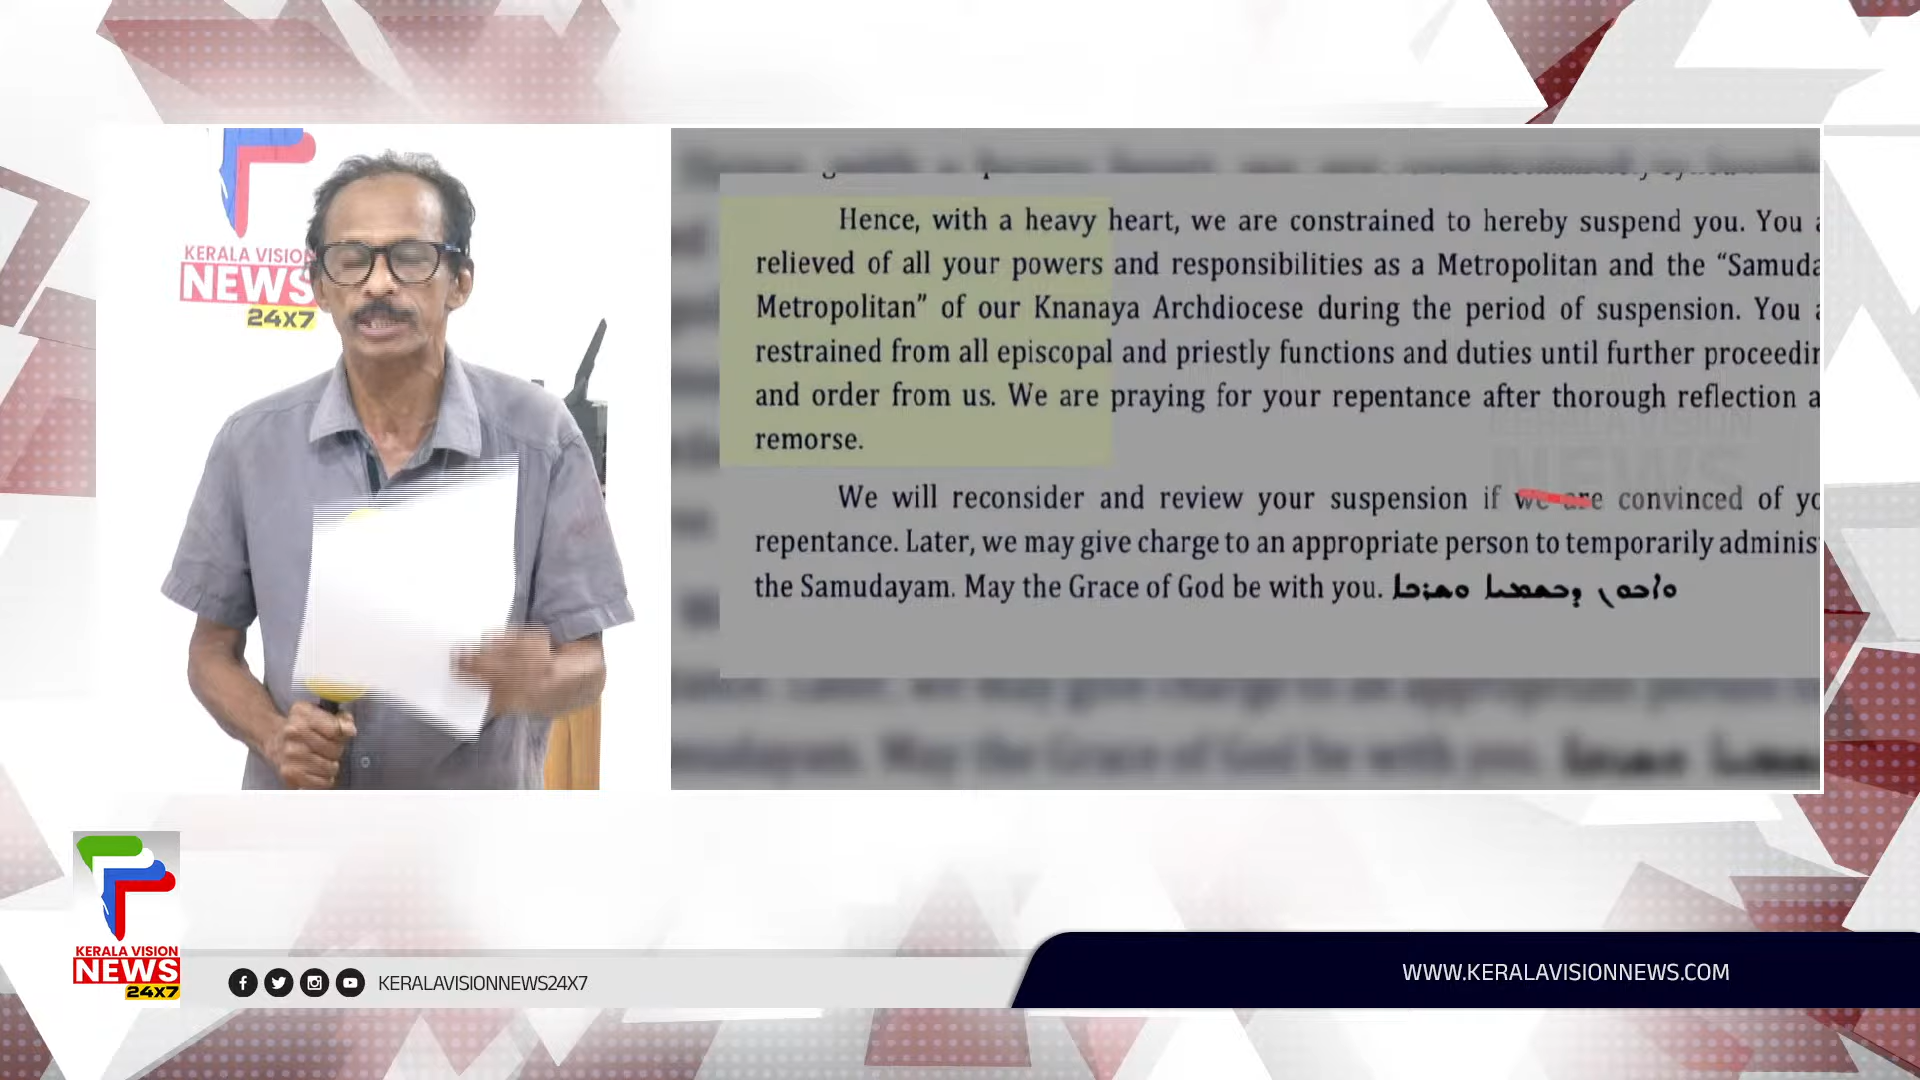 KERALA VISION
NEWS
24X7
Hence, with a heavy heart, we are constrained to hereby suspend you. You
relieved of all your powers and responsibilities as a Metropolitan and the “Samuda
Metropolitan” of our Knanaya Archdiocese during the period of suspension. You
restrained from all episcopal and priestly functions and duties until further proceedin
and order from us. We are praying for your repentance after thorough reflection a
remorse.
We will reconsider and review your suspension if we are convinced of yo
repentance. Later, we may give charge to an appropriate person to temporarily adminis
the Samudayam. May the Grace of God be with you.
KERALA VISION
NEWS
24X7
KERALAVISIONNEWS24X7
WWW.KERALAVISIONNEWS.COM